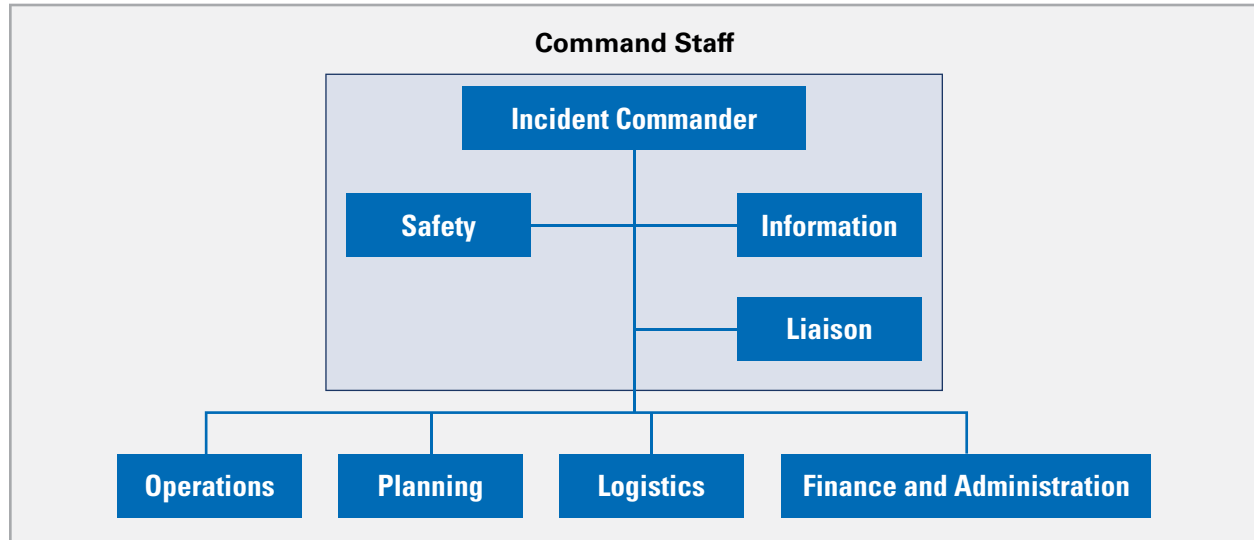 Command Staff
Incident Commander
Safety
Information
Liaison
Operations
Planning
Logistics
Finance and Administration